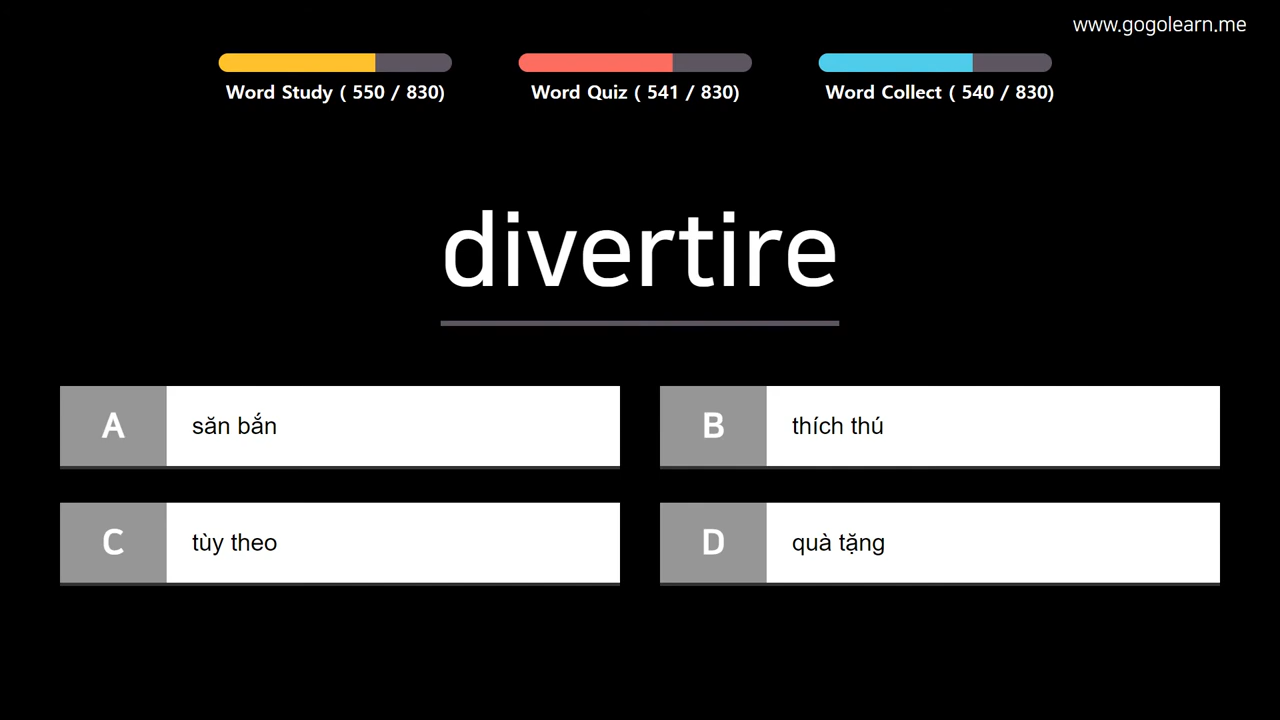 www.gogolearn.me
Word Study ( 550 / 830)
Word Quiz ( 541 / 830)
Word Collect ( 540 / 830)
divertire
A
săn bắn
B
thích thú
C
tùy theo
D
quà tặng